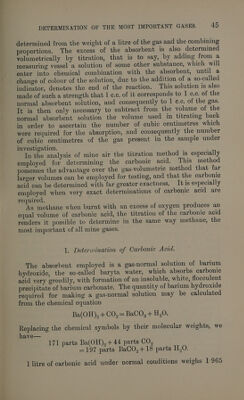 DETERMINATION OF THE MOST IMPORTANT GASES. 45
determined from the weight of a litre of the gas and the combining
proportions. The excess of the absorbent is also determined
volumetrically by titration, that is to say, by adding from a
measuring vessel a solution of some other substance, which will
enter into chemical combination with the absorbent, until a
change of colour of the solution, due to the addition of a so-called
indicator, denotes the end of the reaction. This solution is also
made of such a strength that 1 c.c. of it corresponds to 1 c.c. of the
normal absorbent solution, and consequently to 1 c.c. of the gas.
It is then only necessary to subtract from the volume of the
normal absorbent solution the volume used in titrating back
in order to ascertain the number of cubic centimetres which
were required for the absorption, and consequently the number
of cubic centimetres of the gas present in the sample under
investigation.
In the analysis of mine air the titration method is especially
employed for determining the carbonic acid. This method
possesses the advantage over the gas-volumetric method that far
larger volumes can be employed for testing, and that the carbonic
acid can be determined with far greater exactness. It is especially
employed when very exact determinations of carbonic acid are
required.
As methane when burnt with an excess of oxygen produces an
equal volume of carbonic acid, the titration of the carbonic acid
renders it possible to determine in the same way methane, the
most important of all mine gases.
1. Determination of Carbonic Acid.
The absorbent employed is a gas-normal solution of barium
hydroxide, the so-called baryta water, which absorbs carbonic
acid very greedily, with formation of an insoluble, white, flocculent
precipitate of barium carbonate. The quantity of barium hydroxide
required for making a gas-normal solution may be calculated
from the chemical equation
Ba(OH)₂ + CO₂ = BaCO₃ + H₂O.
Replacing the chemical symbols by their molecular weights, we
have—
171 parts Ba(OH)₂ + 44 parts CO₂
= 197 parts BaCO₃ + 18 parts H₂O.
1 litre of carbonic acid under normal conditions weighs 1·965